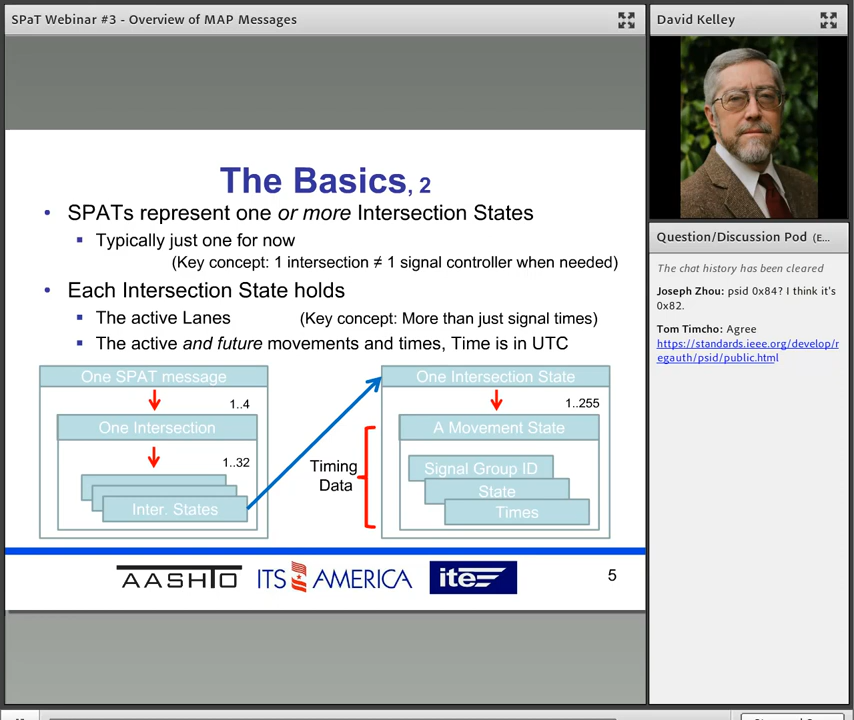 SPaT Webinar #3 - Overview of MAP Messages
David Kelley
The Basics, 2
• SPATs represent one or more Intersection States
▪ Typically just one for now
(Key concept: 1 intersection ≠ 1 signal controller when needed)
• Each Intersection State holds
▪ The active Lanes (Key concept: More than just signal times)
▪ The active and future movements and times, Time is in UTC
One SPAT message
1..4
One Intersection
1..32
Inter. States
Timing
Data
One Intersection State
1..255
A Movement State
Signal Group ID
State
Times
AASHTO ITS AMERICA ite
5
Question/Discussion Pod (E...
The chat history has been cleared
Joseph Zhou: psid 0x84? I think it's
0x82.
Tom Timcho: Agree
https://standards.ieee.org/develop/r
egauth/psid/public.html